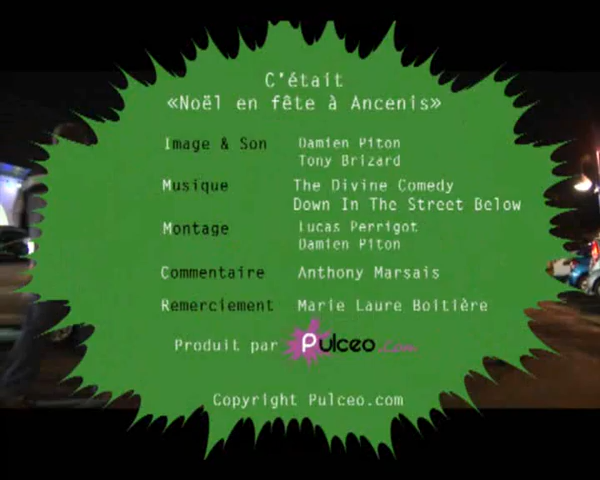 C'était
«Noël en fête à Ancenis»
Image & Son Damien Piton
Tony Brizard
Musique The Divine Comedy
Down In The Street Below
Montage Lucas Perrigot
Damien Piton
Commentaire Anthony Marsais
Remerciement Marie Laure Boitière
Produit par Pulceo.com
Copyright Pulceo.com